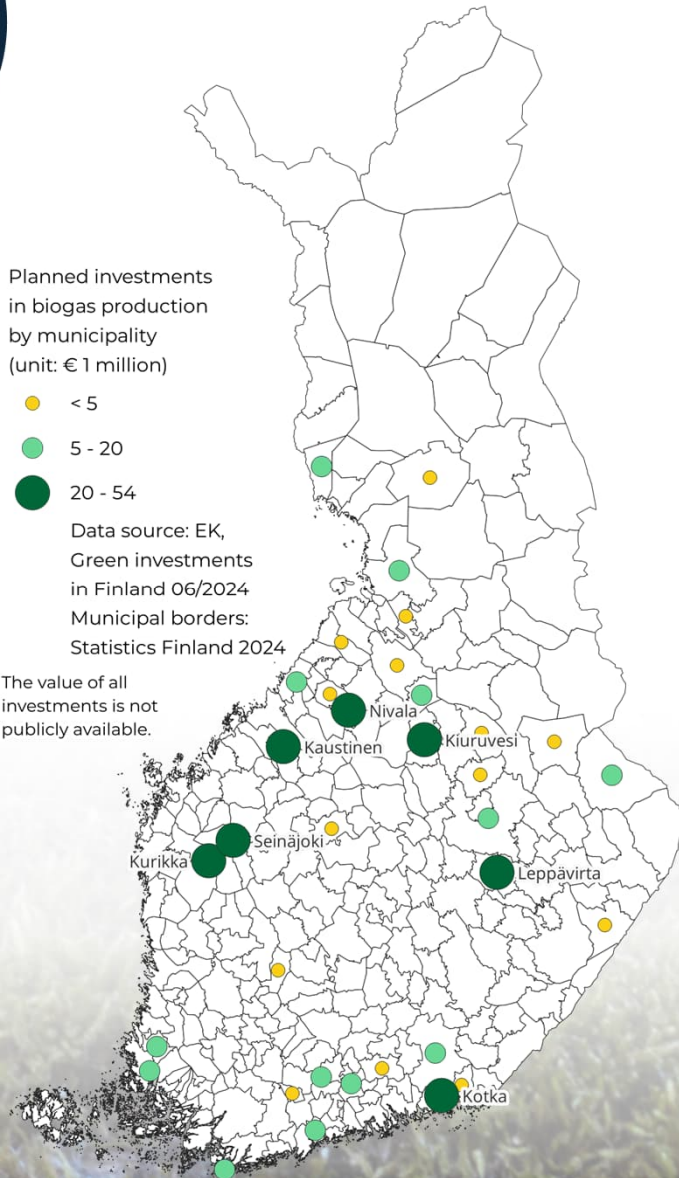 Planned investments
in biogas production
by municipality
(unit: € 1 million)
< 5
5 - 20
20 - 54
Data source: EK,
Green investments
in Finland 06/2024
Municipal borders:
Statistics Finland 2024
The value of all
investments is not
publicly available.
Nivala
Kaustinen
Kiuruvesi
Seinäjoki
Kurikka
Leppävirta
Kotka